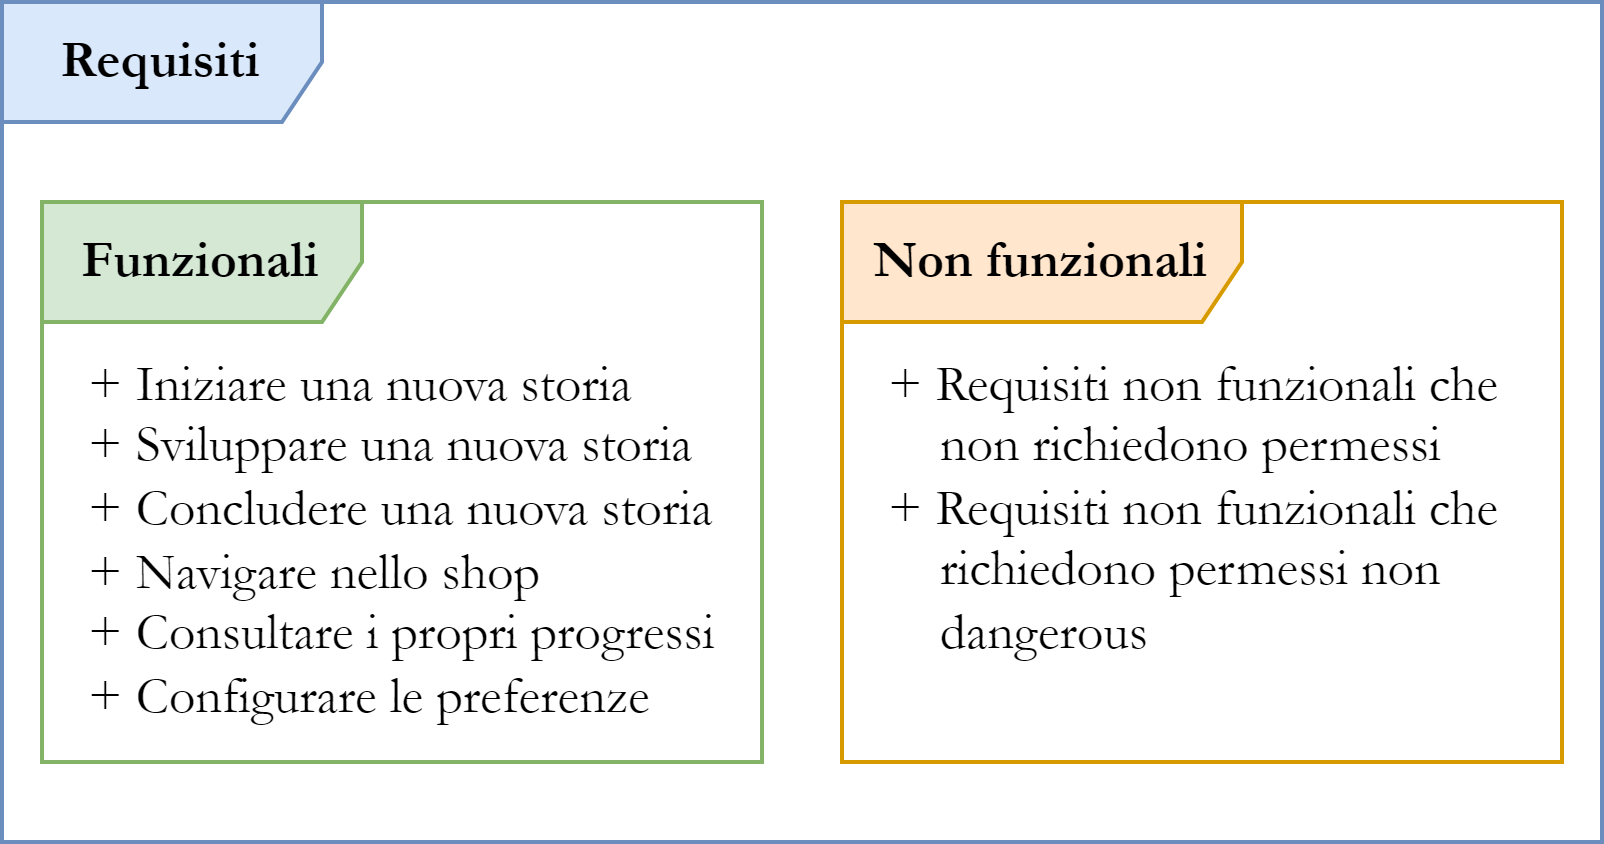 Requisiti
Funzionali
+ Iniziare una nuova storia
+ Sviluppare una nuova storia
+ Concludere una nuova storia
+ Navigare nello shop
+ Consultare i propri progressi
+ Configurare le preferenze
Non funzionali
+ Requisiti non funzionali che
non richiedono permessi
+ Requisiti non funzionali che
richiedono permessi non
dangerous